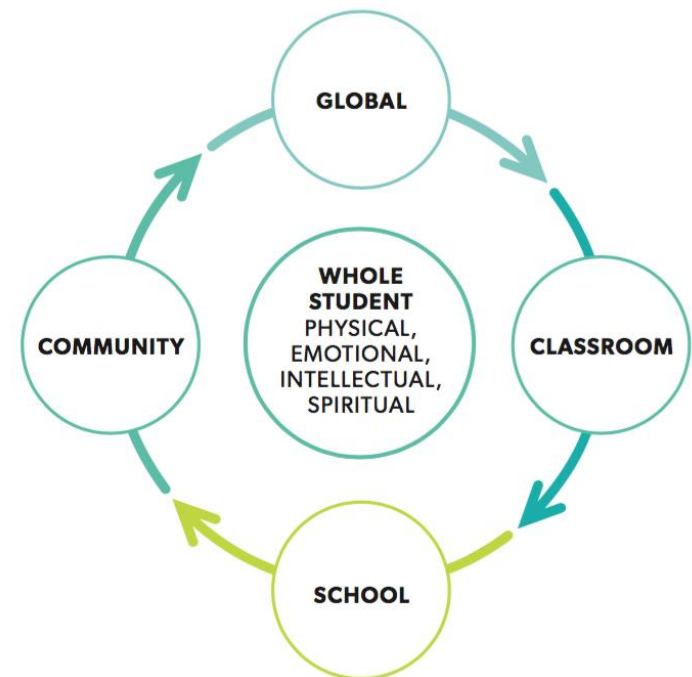 GLOBAL
WHOLE
STUDENT
PHYSICAL,
EMOTIONAL,
INTELLECTUAL,
SPIRITUAL
COMMUNITY
CLASSROOM
SCHOOL